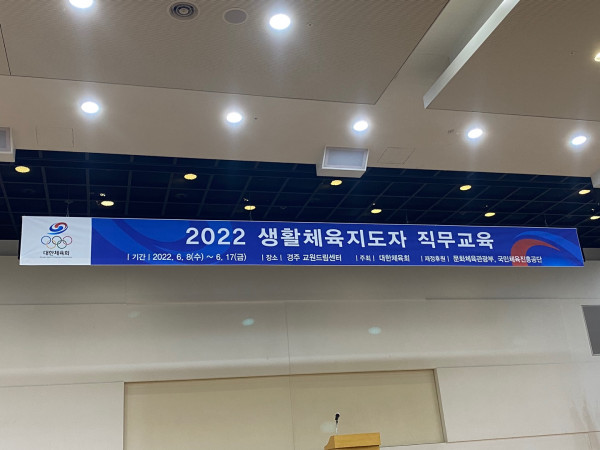 대한체육회
2022 생활체육지도자 직무교육
| 기간 | 2022. 6. 8(수) ~ 6. 17(금) | 장소 | 경주 교원드림센터 | 주최 | 대한체육회 | 재정후원 | 문화체육관광부, 국민체육진흥공단